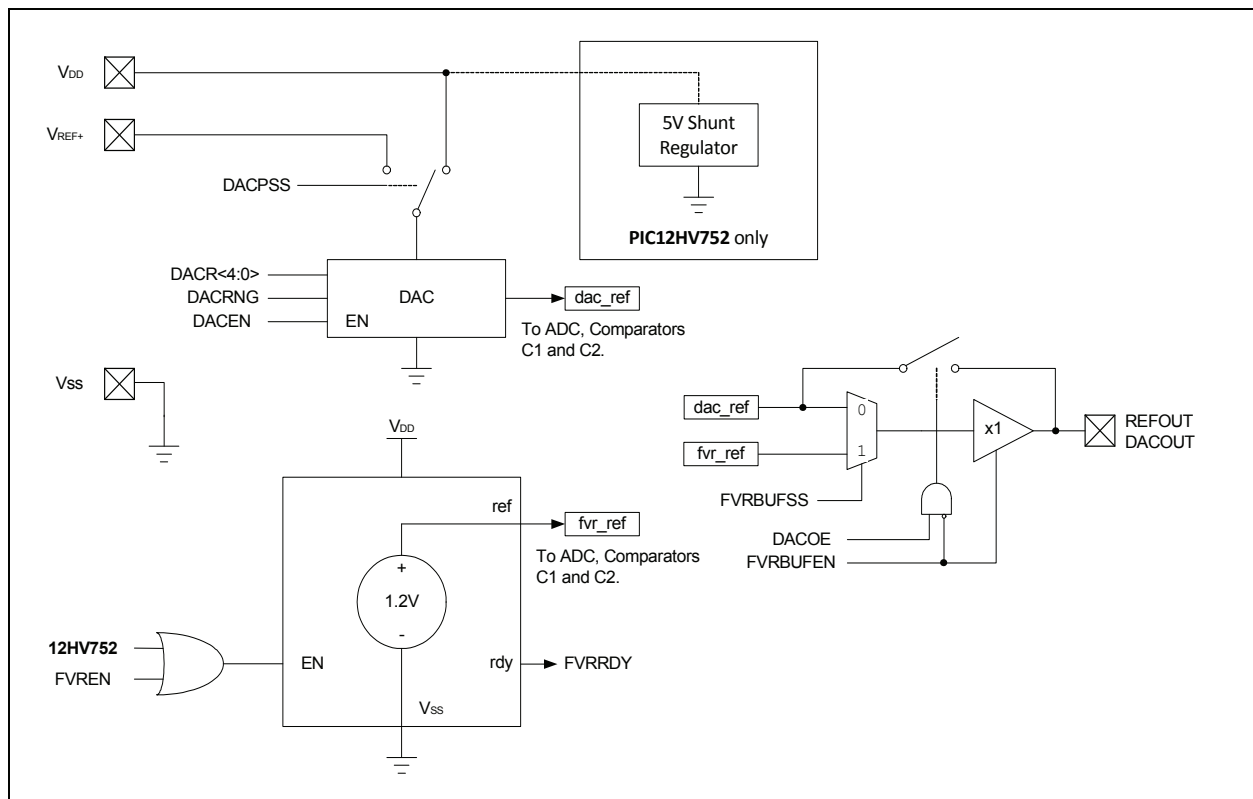 VDD
VREF+
5V Shunt
Regulator
PIC12HV752 only
DACPSS
DACR<4:0>
DACRNG
DACEN
EN
DAC
dac_ref
To ADC, Comparators
C1 and C2.
Vss
dac_ref
fvr_ref
0
1
x1
REFOUT
DACOUT
FVRBUFSS
DACOE
FVRBUFEN
VDD
ref
fvr_ref
To ADC, Comparators
C1 and C2.
+
1.2V
-
12HV752
FVREN
EN
rdy
FVRRDY
VSS